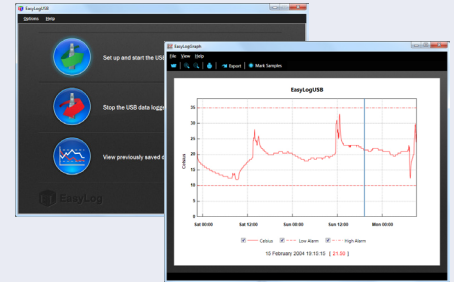 EasyLogUSB
Options Help
Set up and start the USB
Stop the USB data logge
View previously saved d
EasyLog
EasyLogGraph
File View Help
Export Mark Samples
EasyLogUSB
Celsius
35
30
25
20
15
10
5
0
Sat 00:00 Sat 12:00 Sun 00:00 Sun 12:00 Mon 00:00
Celsius Low Alarm High Alarm
15 February 2004 19:10:10 [ 21.50 ]